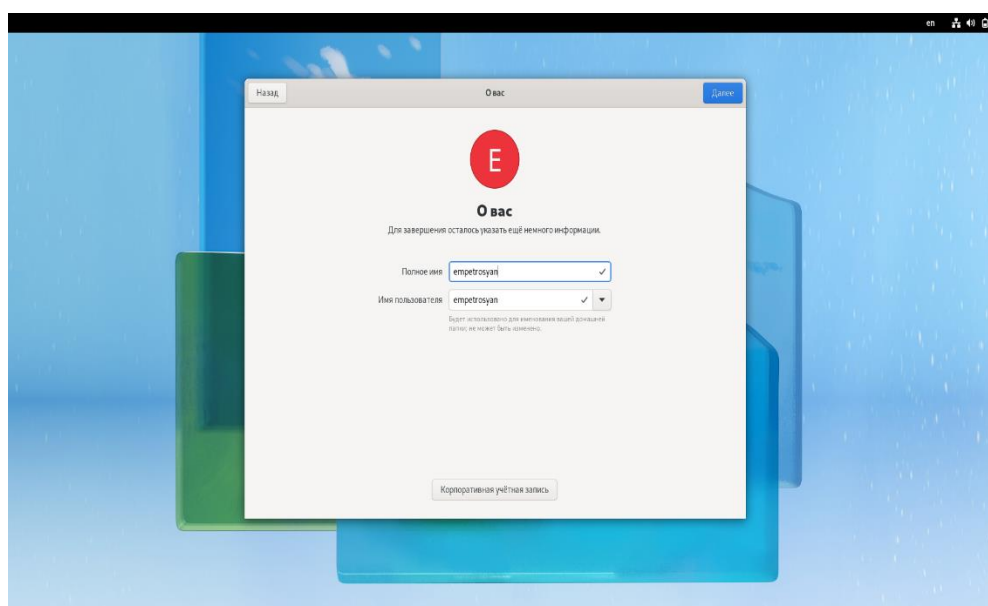 en
Назад
О вас
Далее
E
О вас
Для завершения осталось указать ещё немного информации.
Полное имя
empetrosyan
Имя пользователя
empetrosyan
Будет использовано для именования вашей домашней
папки; не может быть изменено.
Корпоративная учётная запись